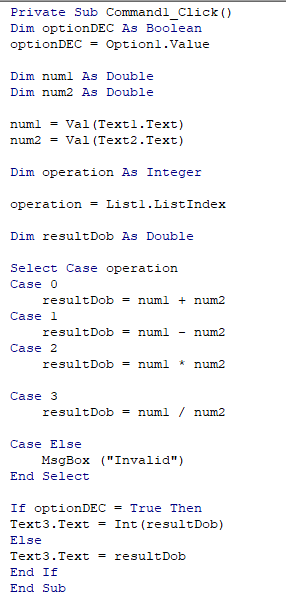 Private Sub Command1_Click()
Dim optionDEC As Boolean
optionDEC = Option1.Value
Dim num1 As Double
Dim num2 As Double
num1 = Val(Text1.Text)
num2 = Val(Text2.Text)
Dim operation As Integer
operation = List1.ListIndex
Dim resultDob As Double
Select Case operation
Case 0
    resultDob = num1 + num2
Case 1
    resultDob = num1 - num2
Case 2
    resultDob = num1 * num2
Case 3
    resultDob = num1 / num2
Case Else
    MsgBox ("Invalid")
End Select
If optionDEC = True Then
Text3.Text = Int(resultDob)
Else
Text3.Text = resultDob
End If
End Sub